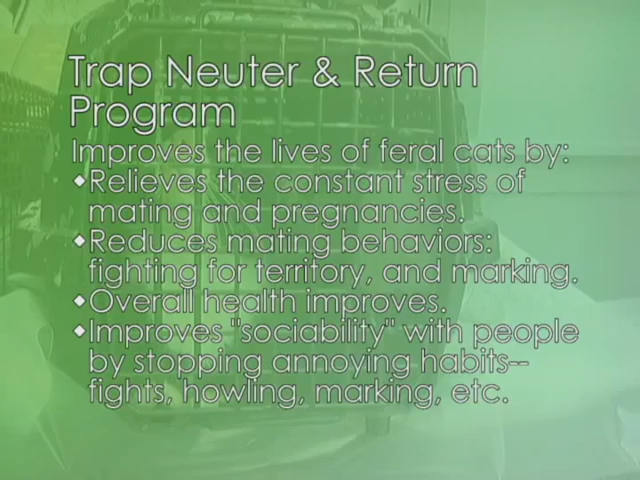 Trap Neuter & Return
Program
Improves the lives of feral cats by:
◆Relieves the constant stress of
mating and pregnancies.
◆Reduces mating behaviors:
fighting for territory, and marking.
◆Overall health improves.
◆Improves "sociability" with people
by stopping annoying habits--
fights, howling, marking, etc.